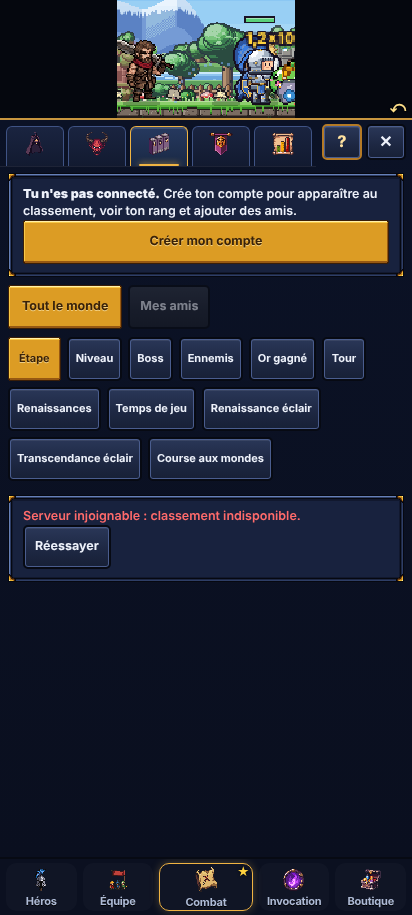 1,2×10
?
×
Tu n'es pas connecté. Crée ton compte pour apparaître au
classement, voir ton rang et ajouter des amis.
Créer mon compte
Tout le monde
Mes amis
Étape
Niveau
Boss
Ennemis
Or gagné
Tour
Renaissances
Temps de jeu
Renaissance éclair
Transcendance éclair
Course aux mondes
Serveur injoignable : classement indisponible.
Réessayer
Héros
Équipe
Combat
Invocation
Boutique